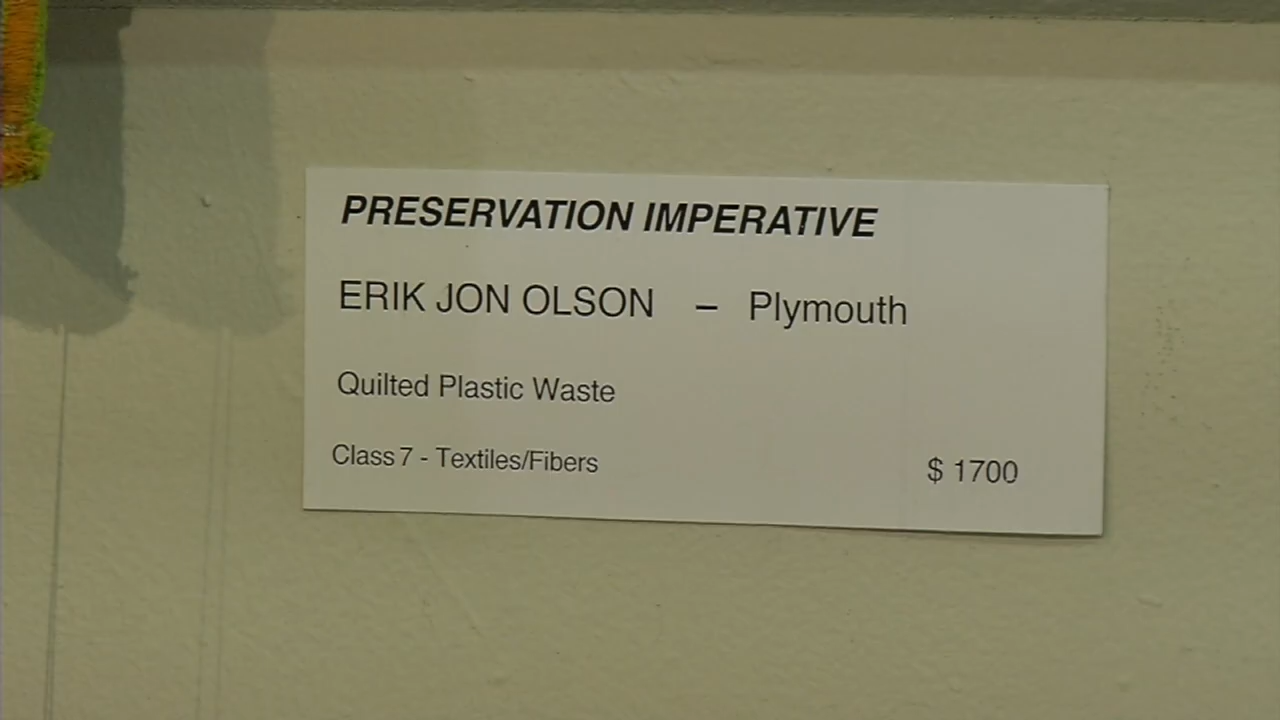 PRESERVATION IMPERATIVE
ERIK JON OLSON – Plymouth
Quilted Plastic Waste
Class 7 - Textiles/Fibers $ 1700